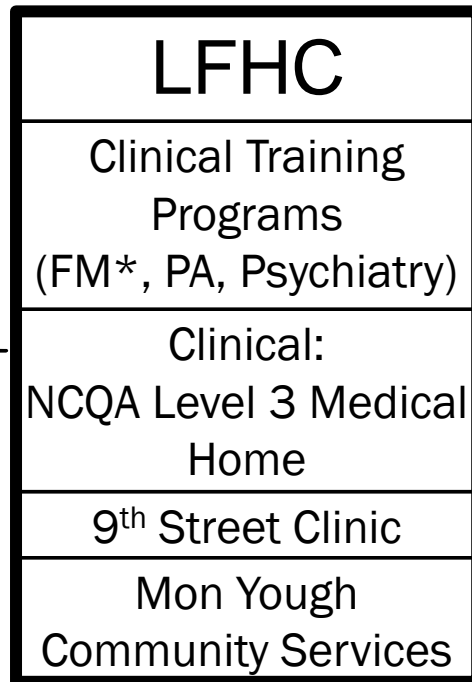 LFHC
Clinical Training
Programs
(FM*, PA, Psychiatry)
Clinical:
NCQA Level 3 Medical
Home
9th Street Clinic
Mon Yough
Community Services